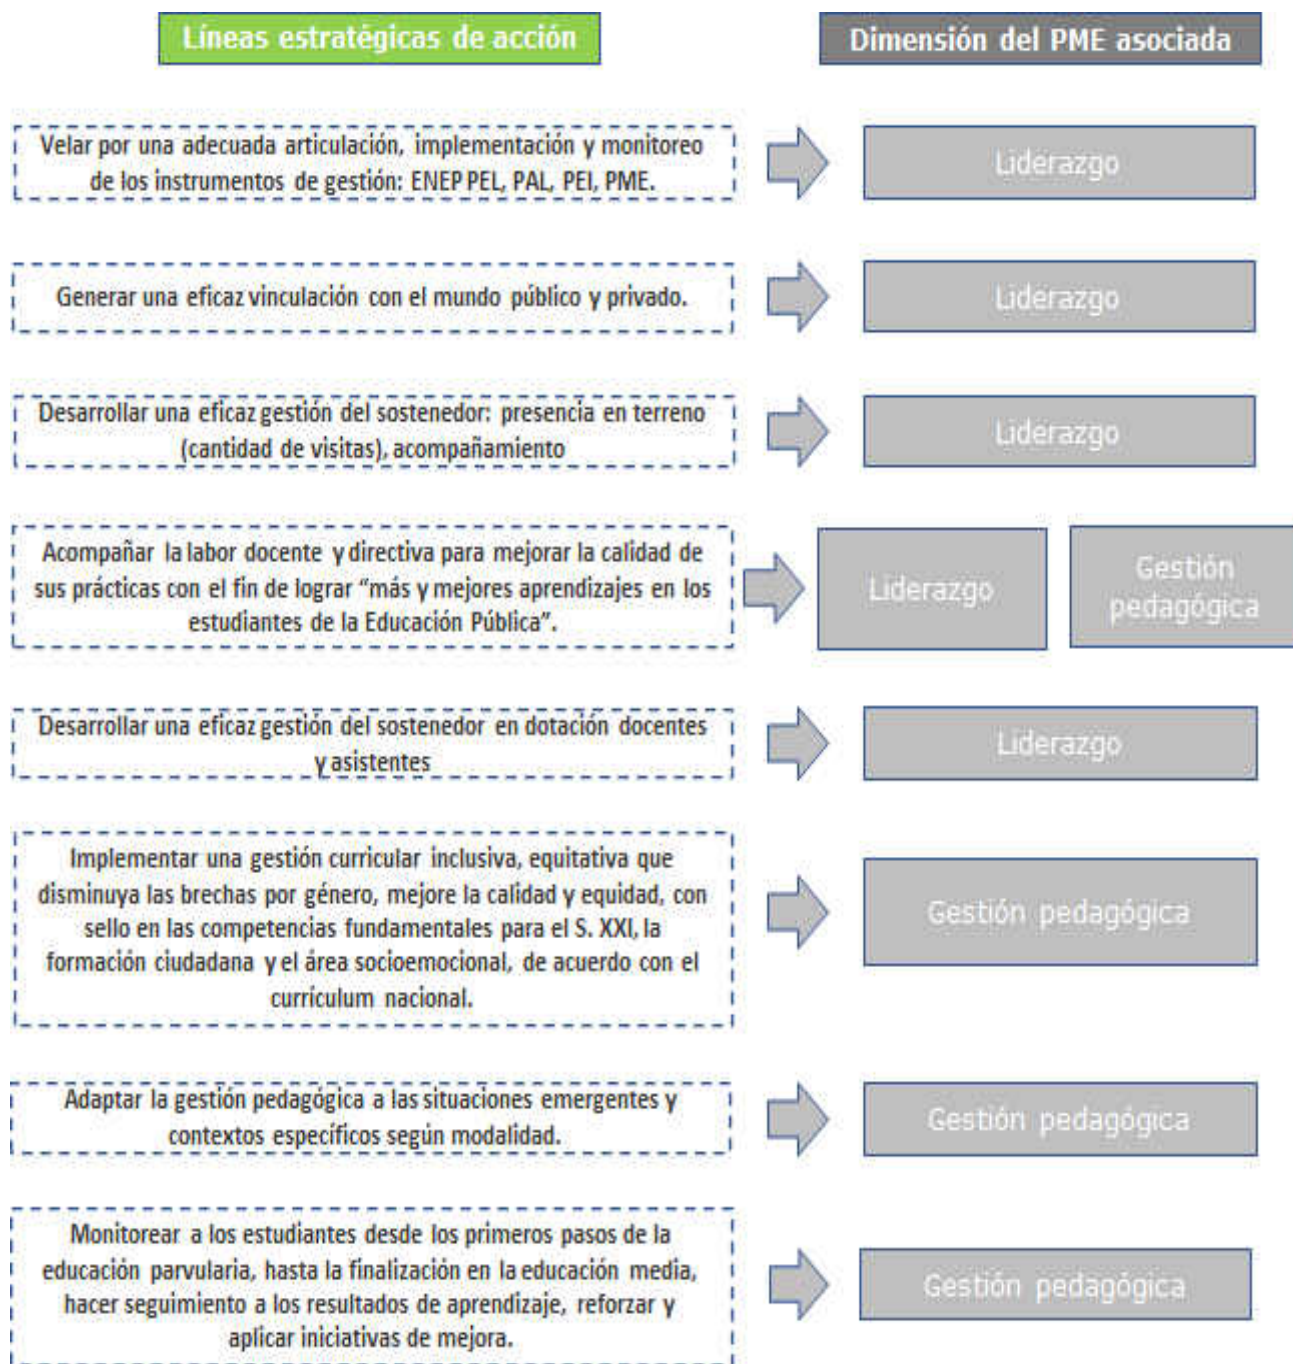 Líneas estratégicas de acción
Dimensión del PME asociada
Velar por una adecuada articulación, implementación y monitoreo
de los instrumentos de gestión: ENEP PEL, PAL, PEI, PME.
Liderazgo
Generar una eficaz vinculación con el mundo público y privado.
Liderazgo
Desarrollar una eficaz gestión del sostenedor: presencia en terreno
(cantidad de visitas), acompañamiento
Liderazgo
Acompañar la labor docente y directiva para mejorar la calidad de
sus prácticas con el fin de lograr “más y mejores aprendizajes en los
estudiantes de la Educación Pública”.
Liderazgo
Gestión
pedagógica
Desarrollar una eficaz gestión del sostenedor en dotación docentes
y asistentes
Liderazgo
Implementar una gestión curricular inclusiva, equitativa que
disminuya las brechas por género, mejore la calidad y equidad, con
sello en las competencias fundamentales para el S. XXI, la
formación ciudadana y el área socioemocional, de acuerdo con el
currículum nacional.
Gestión pedagógica
Adaptar la gestión pedagógica a las situaciones emergentes y
contextos específicos según modalidad.
Gestión pedagógica
Monitorear a los estudiantes desde los primeros pasos de la
educación parvularia, hasta la finalización en la educación media,
hacer seguimiento a los resultados de aprendizaje, reforzar y
aplicar iniciativas de mejora.
Gestión pedagógica